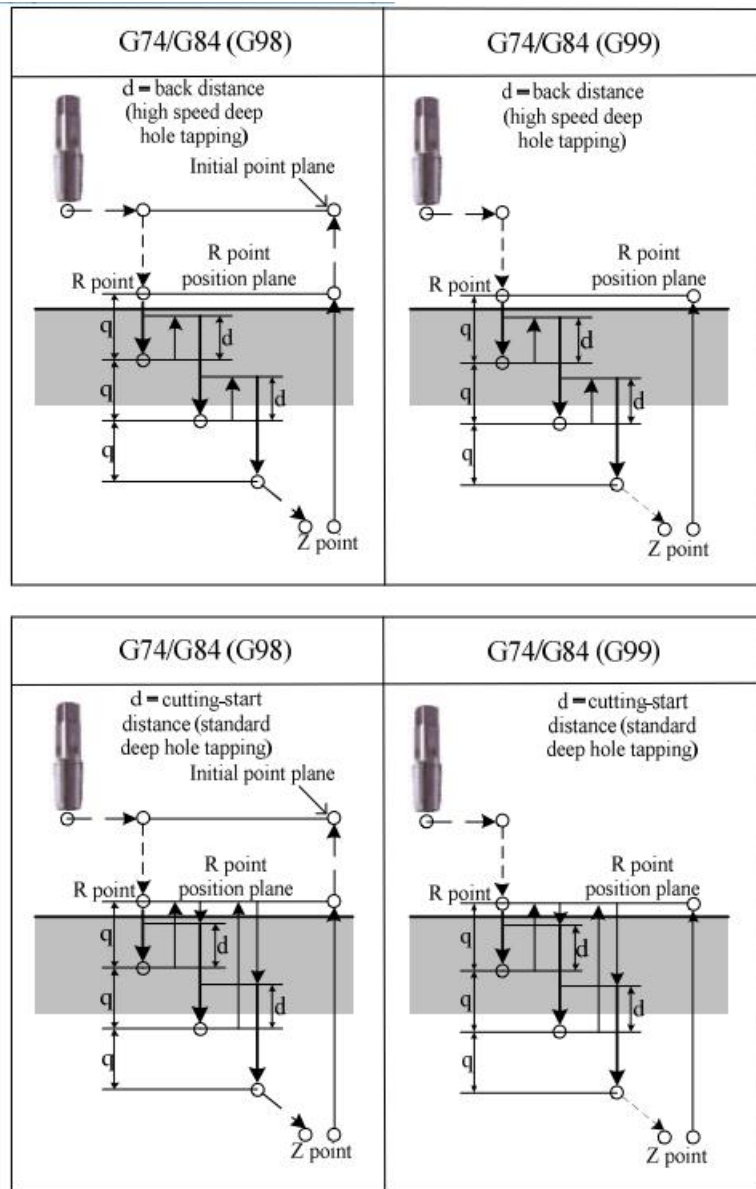 G74/G84 (G98)
d = back distance
(high speed deep
hole tapping)
Initial point plane
R point
R point
position plane
q
d
q
d
q
Z point
G74/G84 (G99)
d = back distance
(high speed deep
hole tapping)
R point
R point
position plane
q
d
q
d
q
Z point
G74/G84 (G98)
d = cutting-start
distance (standard
deep hole tapping)
Initial point plane
R point
R point
position plane
q
d
q
d
q
Z point
G74/G84 (G99)
d = cutting-start
distance (standard
deep hole tapping)
R point
R point
position plane
q
d
q
d
q
Z point